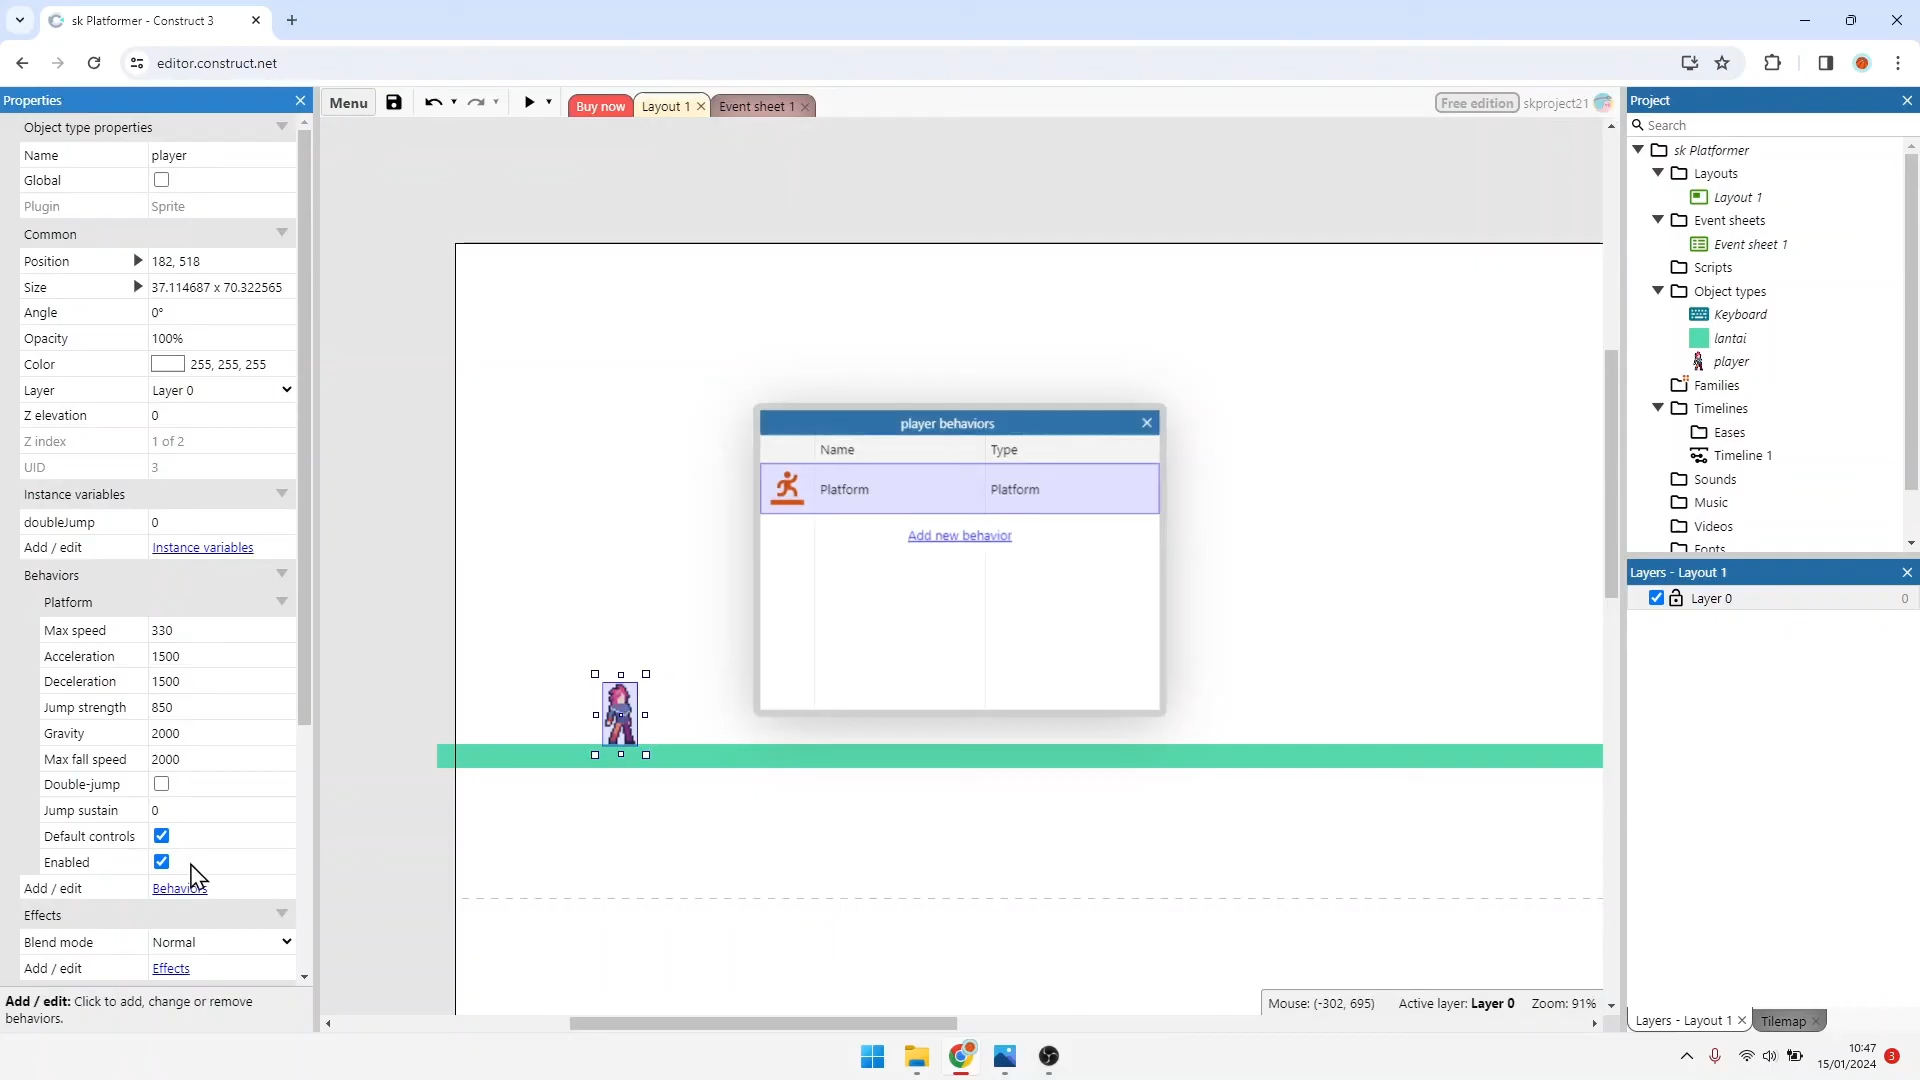 sk Platformer - Construct 3
editor.construct.net
Properties
Object type properties
Name player
Global
Plugin Sprite
Common
Position 182, 518
Size 37.114687 x 70.322565
Angle 0°
Opacity 100%
Color 255, 255, 255
Layer Layer 0
Z elevation 0
Z index 1 of 2
UID 3
Instance variables
doubleJump 0
Add / edit Instance variables
Behaviors
Platform
Max speed 330
Acceleration 1500
Deceleration 1500
Jump strength 850
Gravity 2000
Max fall speed 2000
Double-jump
Jump sustain 0
Default controls
Enabled
Add / edit Behaviors
Effects
Blend mode Normal
Add / edit Effects
Add / edit: Click to add, change or remove
behaviors.
Menu
Buy now
Layout 1
Event sheet 1
Free edition
skproject21
player behaviors
Name Type
Platform Platform
Add new behavior
Mouse: (-302, 695) Active layer: Layer 0 Zoom: 91%
Project
Search
sk Platformer
Layouts
Layout 1
Event sheets
Event sheet 1
Scripts
Object types
Keyboard
lantai
player
Families
Timelines
Eases
Timeline 1
Sounds
Music
Videos
Fonts
Layers - Layout 1
Layer 0 0
Layers - Layout 1
Tilemap
10:47
15/01/2024
3